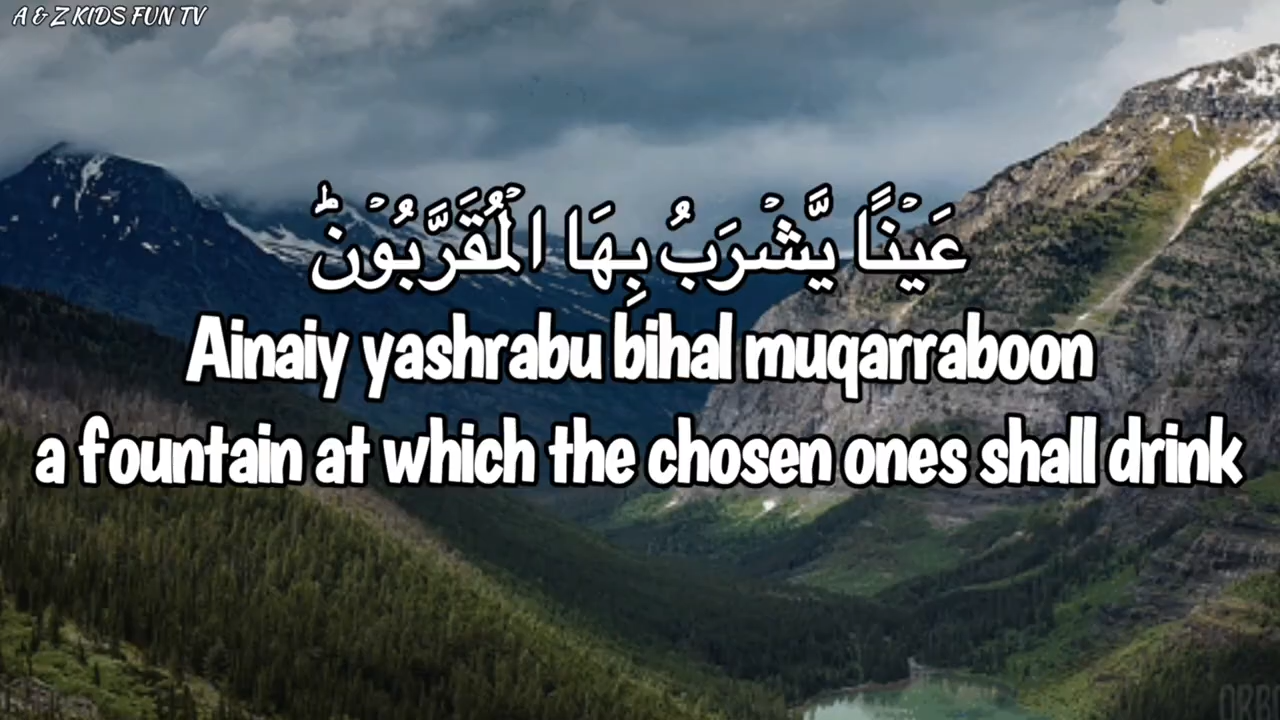 A & Z KIDS FUN TV
عَيۡنًا يَّشۡرَبُ بِهَا الۡمُقَرَّبُوۡنَؕ
Ainaiy yashrabu bihal muqarraboon
a fountain at which the chosen ones shall drink